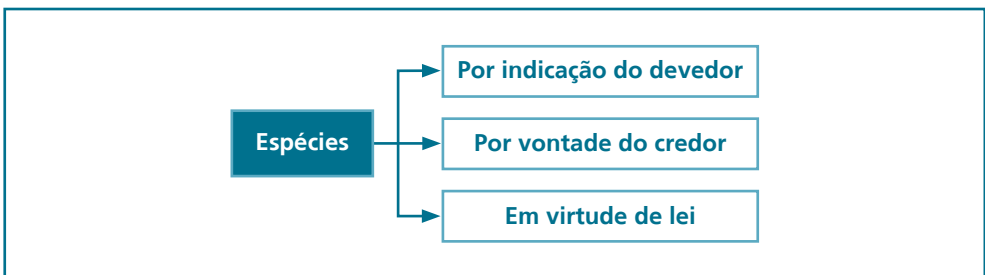 Espécies
Por indicação do devedor
Por vontade do credor
Em virtude de lei